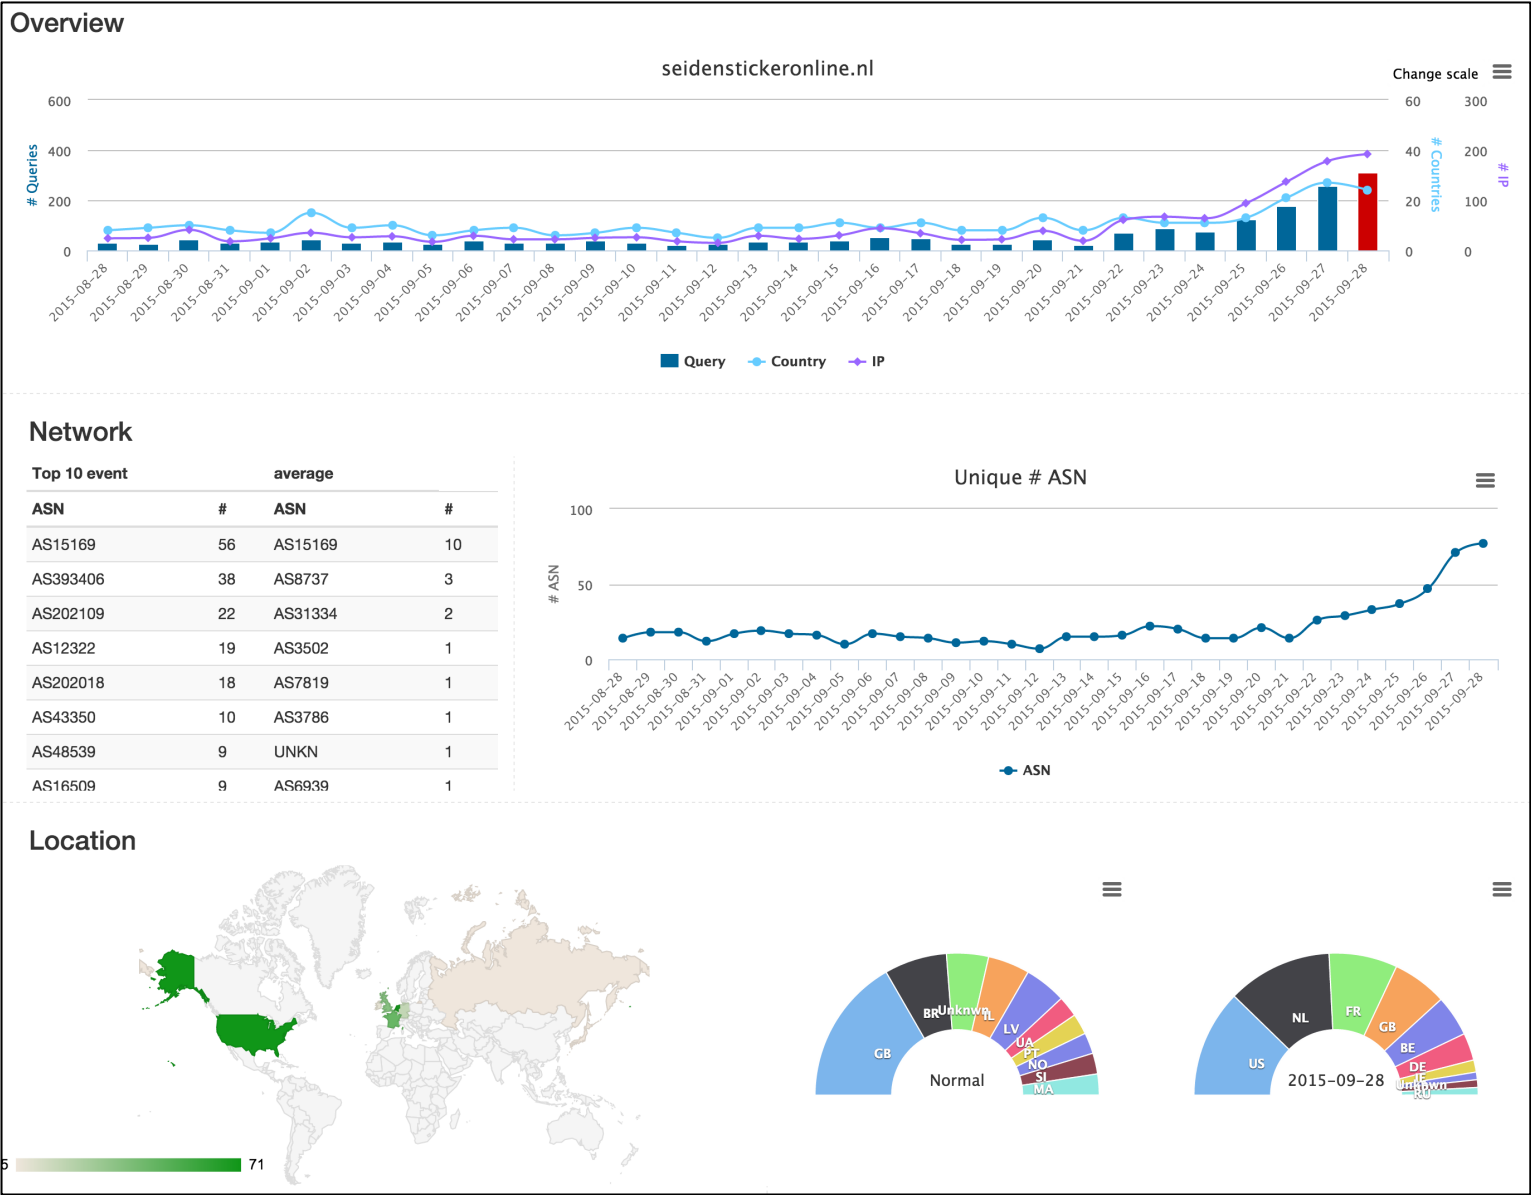 Overview
seidenstickeronline.nl
Change scale
600
400
200
0
# Queries
60
40
20
0
# Countries
300
200
100
0
# IP
2015-08-28
2015-08-29
2015-08-30
2015-08-31
2015-09-01
2015-09-02
2015-09-03
2015-09-04
2015-09-05
2015-09-06
2015-09-07
2015-09-08
2015-09-09
2015-09-10
2015-09-11
2015-09-12
2015-09-13
2015-09-14
2015-09-15
2015-09-16
2015-09-17
2015-09-18
2015-09-19
2015-09-20
2015-09-21
2015-09-22
2015-09-23
2015-09-24
2015-09-25
2015-09-26
2015-09-27
2015-09-28
Query Country IP
Network
Top 10 event average
ASN # ASN #
AS15169 56 AS15169 10
AS393406 38 AS8737 3
AS202109 22 AS31334 2
AS12322 19 AS3502 1
AS202018 18 AS7819 1
AS43350 10 AS3786 1
AS48539 9 UNKN 1
AS16509 9 AS6939 1
Unique # ASN
100
50
0
# ASN
2015-08-28
2015-08-29
2015-08-30
2015-08-31
2015-09-01
2015-09-02
2015-09-03
2015-09-04
2015-09-05
2015-09-06
2015-09-07
2015-09-08
2015-09-09
2015-09-10
2015-09-11
2015-09-12
2015-09-13
2015-09-14
2015-09-15
2015-09-16
2015-09-17
2015-09-18
2015-09-19
2015-09-20
2015-09-21
2015-09-22
2015-09-23
2015-09-24
2015-09-25
2015-09-26
2015-09-27
2015-09-28
ASN
Location
5 71
GB
BR
Unknwn
IL
LV
UA
PT
NO
SI
MA
Normal
US
NL
FR
GB
BE
DE
Unknwn
RU
2015-09-28